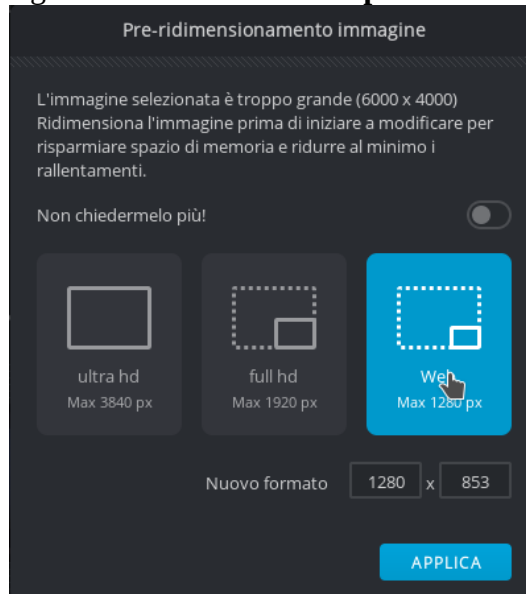 Pre-ridimensionamento immagine
L'immagine selezionata è troppo grande (6000 x 4000)
Ridimensiona l'immagine prima di iniziare a modificare per
risparmiare spazio di memoria e ridurre al minimo i
rallentamenti.
Non chiedermelo più!
ultra hd
Max 3840 px
full hd
Max 1920 px
Web
Max 1280 px
Nuovo formato 1280 x 853
APPLICA